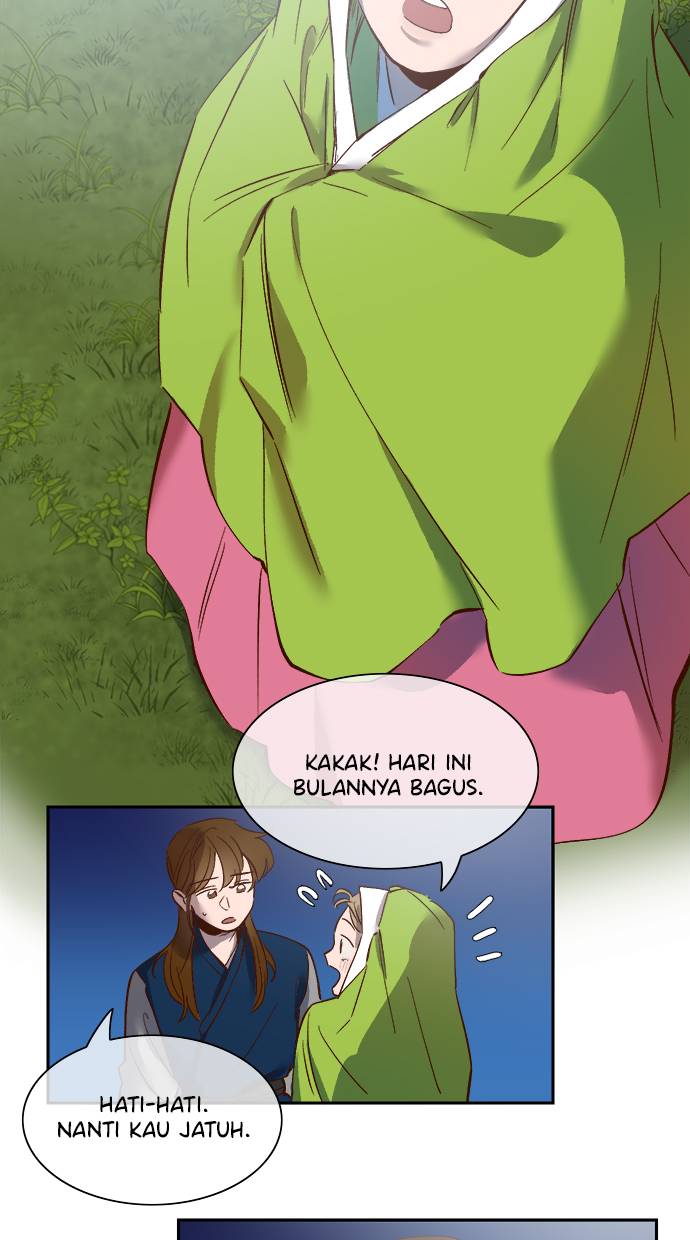 KAKAK! HARI INI
BULANNYA BAGUS.
HATI-HATI.
NANTI KAU JATUH.